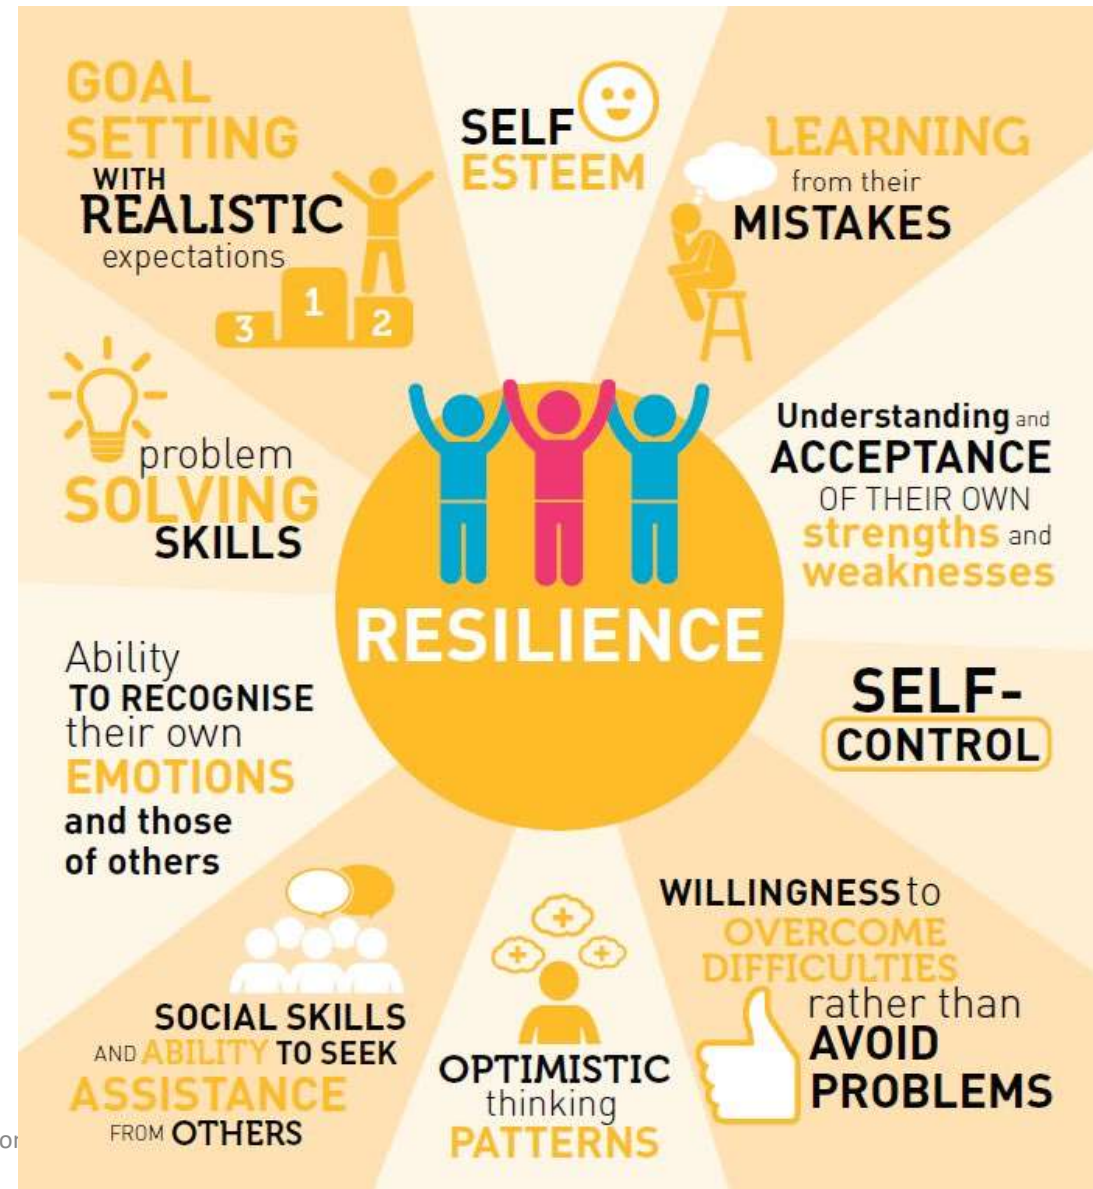 GOAL
SETTING
WITH
REALISTIC
expectations
3 1 2
SELF
ESTEEM
LEARNING
from their
MISTAKES
Understanding and
ACCEPTANCE
OF THEIR OWN
strengths and
weaknesses
SELF-
CONTROL
WILLINGNESS to
OVERCOME
DIFFICULTIES
rather than
AVOID
PROBLEMS
OPTIMISTIC
thinking
PATTERNS
SOCIAL SKILLS
AND ABILITY TO SEEK
ASSISTANCE
FROM OTHERS
Ability
TO RECOGNISE
their own
EMOTIONS
and those
of others
problem
SOLVING
SKILLS
RESILIENCE